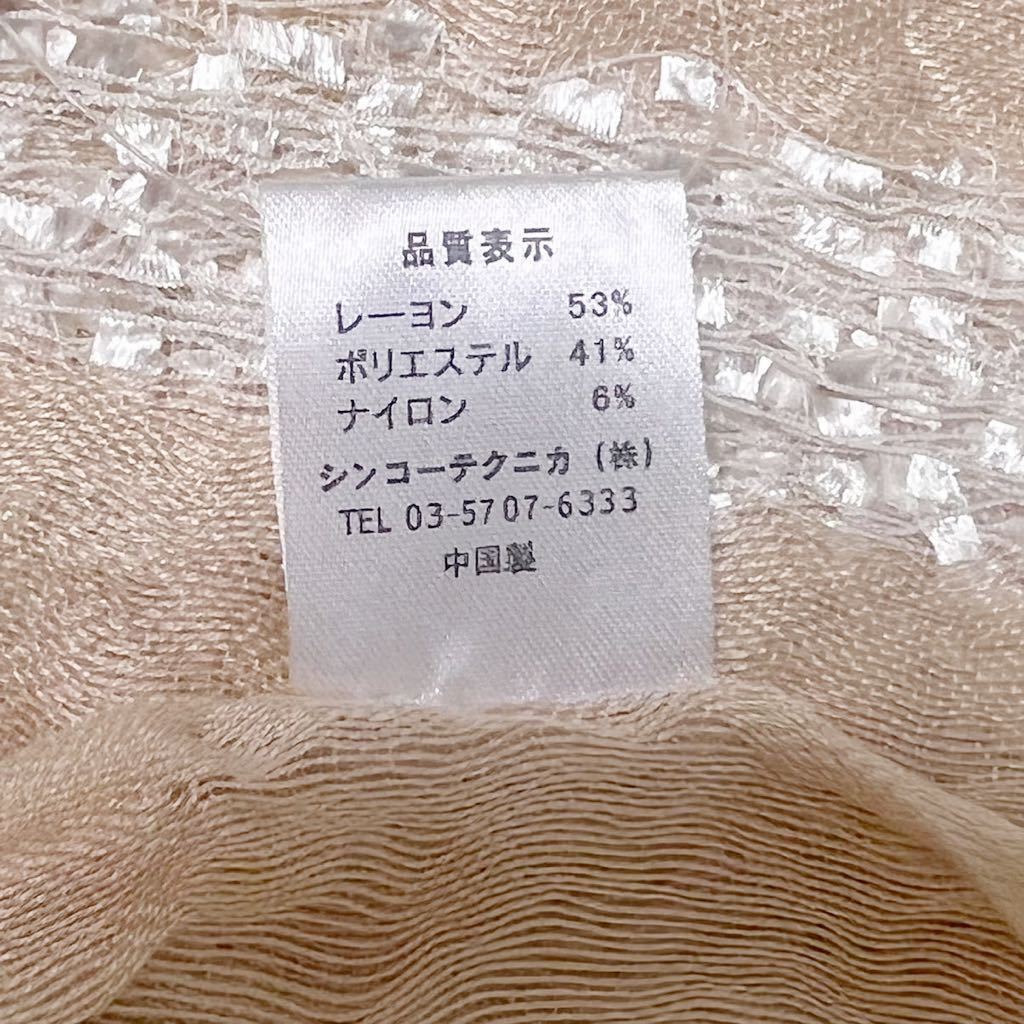 品質表示
レーヨン 53%
ポリエステル 41%
ナイロン 6%
シンコーテクニカ (株)
TEL 03-5707-6333
中国製